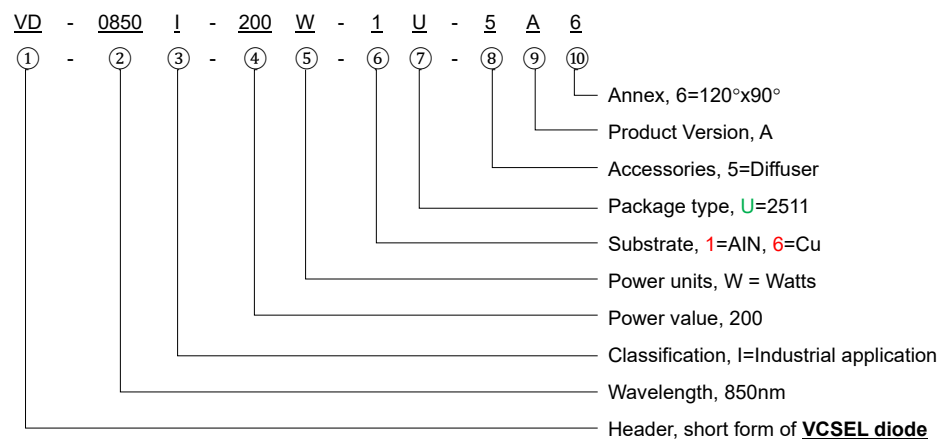 VD - 0850 I - 200 W - 1 U - 5 A 6
① - ② ③ - ④ ⑤ - ⑥ ⑦ - ⑧ ⑨ ⑩
Annex, 6=120°x90°
Product Version, A
Accessories, 5=Diffuser
Package type, U=2511
Substrate, 1=AIN, 6=Cu
Power units, W = Watts
Power value, 200
Classification, I=Industrial application
Wavelength, 850nm
Header, short form of VCSEL diode